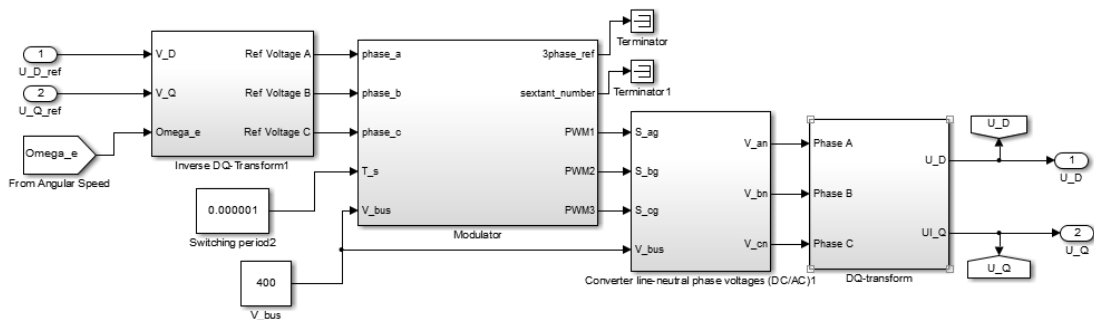 1
U_D_ref
2
U_Q_ref
Omega_e
From Angular Speed
V_D
V_Q
Omega_e
Ref Voltage A
Ref Voltage B
Ref Voltage C
Inverse DQ-Transform1
0.000001
Switching period2
400
V_bus
phase_a
phase_b
phase_c
T_s
V_bus
3phase_ref
sextant_number
PWM1
PWM2
PWM3
Modulator
Terminator
Terminator1
S_ag
S_bg
S_cg
V_bus
V_an
V_bn
V_cn
Converter line-neutral phase voltages (DC/AC)1
Phase A
Phase B
Phase C
U_D
UI_Q
DQ-transform
U_D
1
U_D
2
U_Q
U_Q